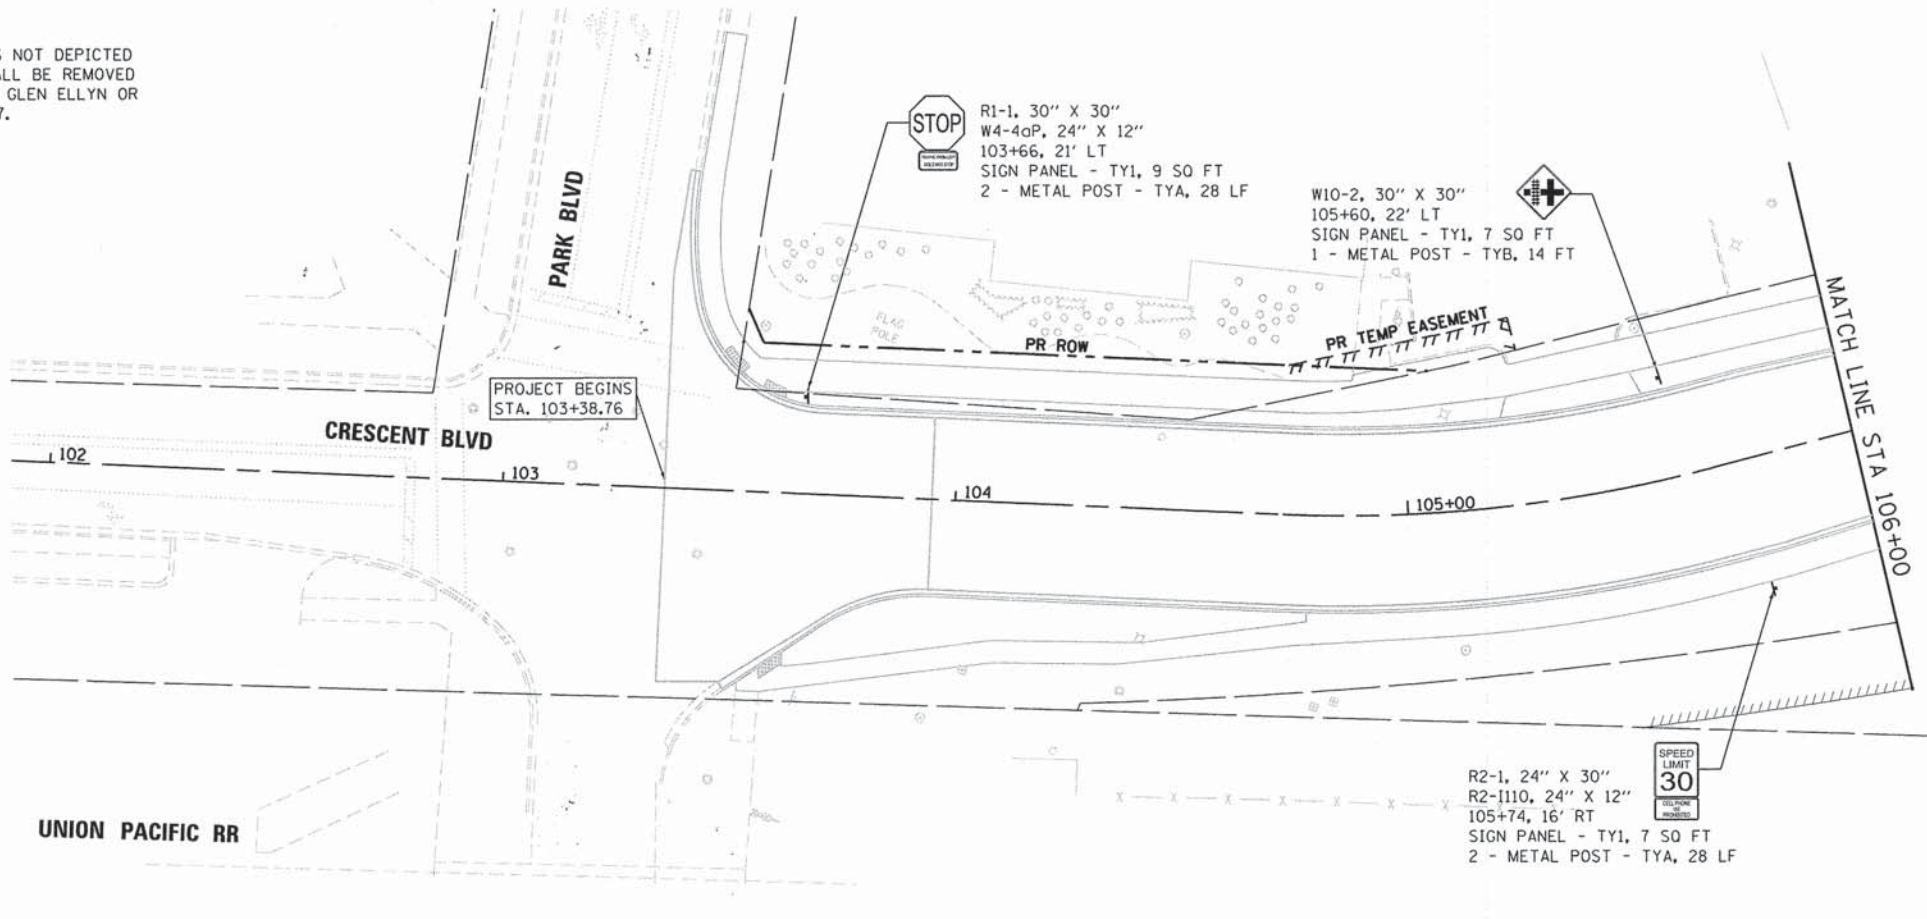 NOT DEPICTED
BE REMOVED
GLEN ELLYN OR
PARK BLVD
STOP
R1-1, 30" X 30"
W4-4aP, 24" X 12"
103+66, 21' LT
SIGN PANEL - TY1, 9 SQ FT
2 - METAL POST - TYA, 28 LF
W10-2, 30" X 30"
105+60, 22' LT
SIGN PANEL - TY1, 7 SQ FT
1 - METAL POST - TYB, 14 FT
FLAG
POLE
PR ROW
PR TEMP EASEMENT
MATCH LINE STA 106+00
PROJECT BEGINS
STA. 103+38.76
CRESCENT BLVD
102
103
104
105+00
UNION PACIFIC RR
R2-1, 24" X 30"
R2-I110, 24" X 12"
105+74, 16' RT
SIGN PANEL - TY1, 7 SQ FT
2 - METAL POST - TYA, 28 LF
SPEED
LIMIT
30
CELL PHONE
USE
PROHIBITED